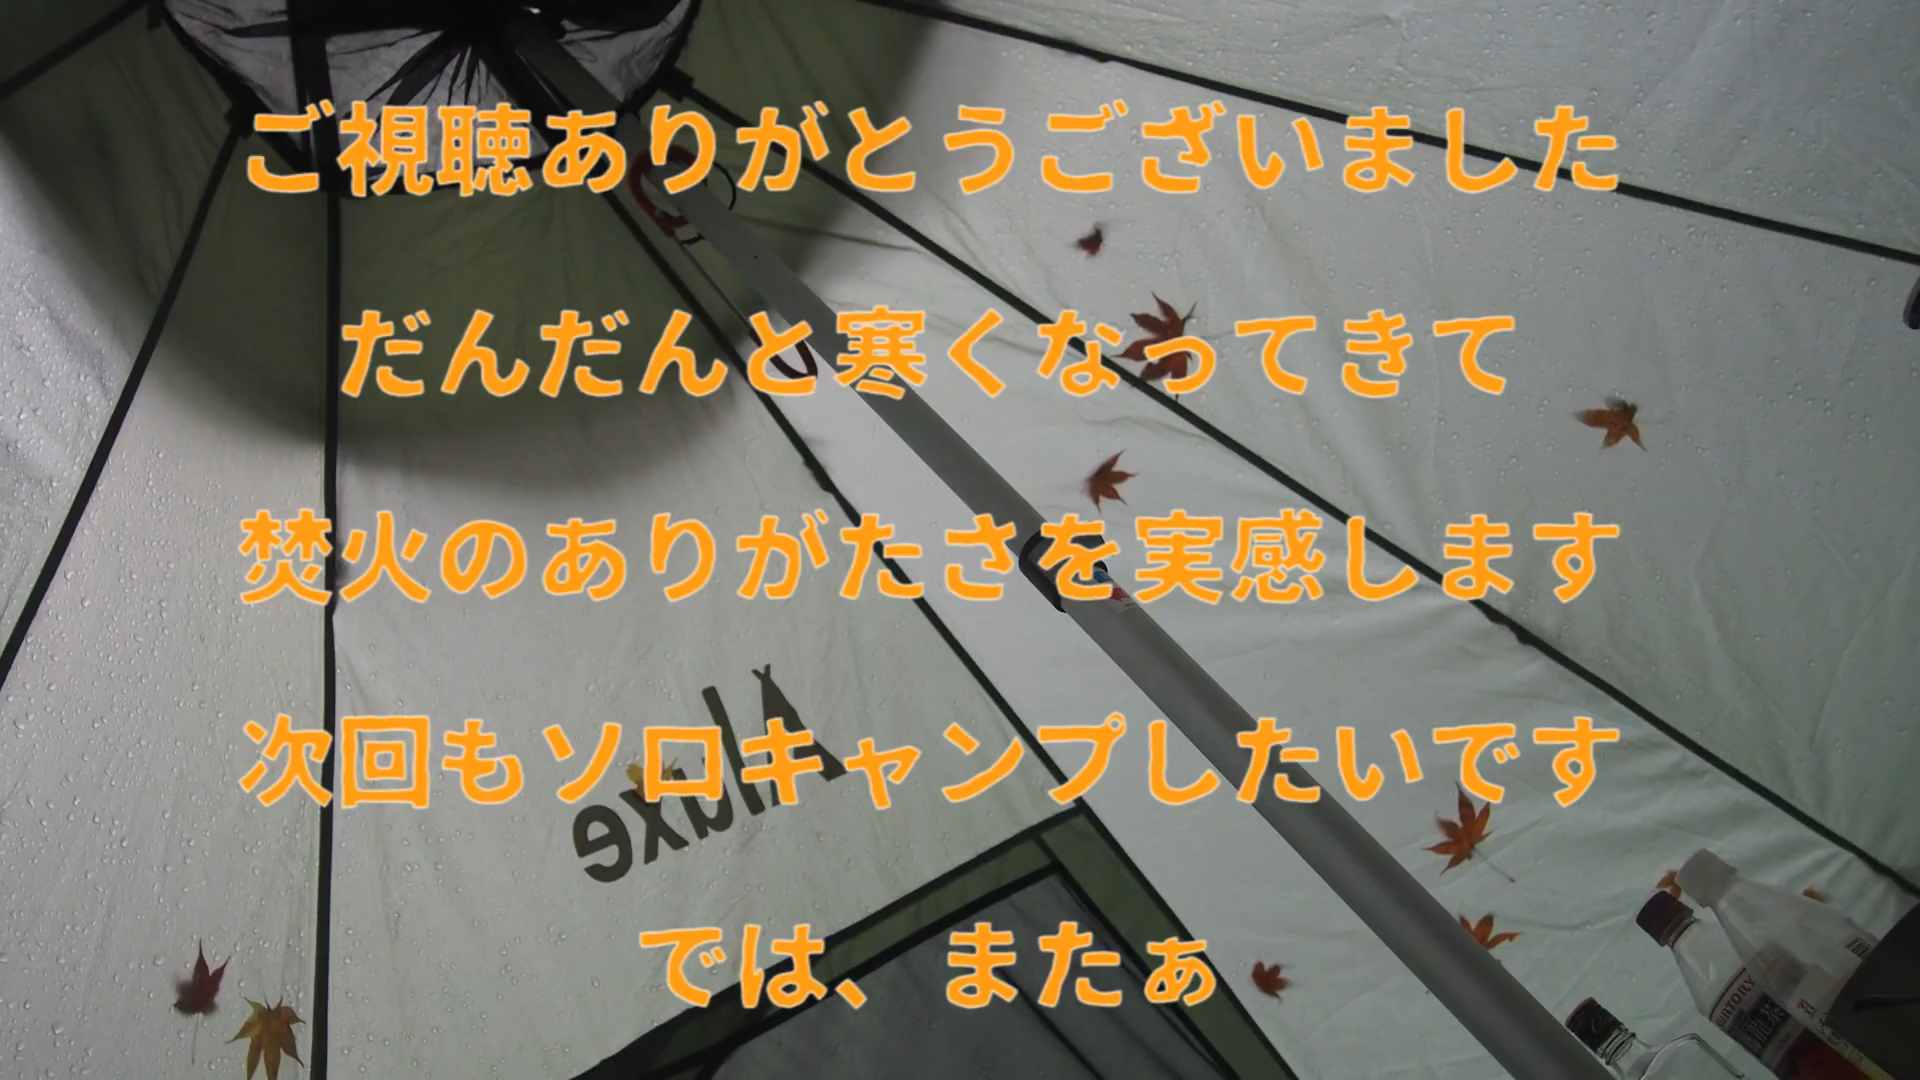 ご視聴ありがとうございました
だんだんと寒くなってきて
焚火のありがたさを実感します
次回もソロキャンプしたいです
では、またぁ
Alaxe
SUNTORY